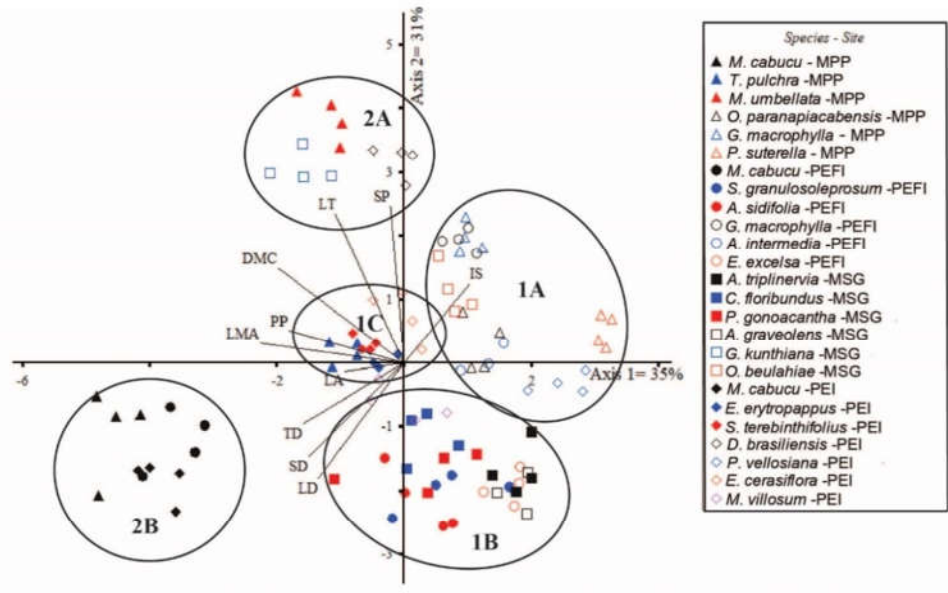 Axis 2= 31%
5
2A
3
SP
LT
DMC
IS
1A
1
1C
PP
LMA
LA
-6
-2
2
Axis 1= 35%
-1
TD
SD
LD
2B
1B
-3
Species - Site
M. cabucu - MPP
T. pulchra -MPP
M. umbellata -MPP
O. paranapiacabensis -MPP
G. macrophylla - MPP
P. suterella - MPP
M. cabucu -PEFI
S. granulosoleprosum -PEFI
A. sidifolia -PEFI
G. macrophylla -PEFI
A. intermedia -PEFI
E. excelsa -PEFI
A. triplinervia -MSG
C. floribundus -MSG
P. gonoacantha -MSG
A. graveolens -MSG
G. kunthiana -MSG
O. beulahiae -MSG
M. cabucu -PEI
E. erytropappus -PEI
S. terebinthifolius -PEI
D. brasiliensis -PEI
P. vellosiana -PEI
E. cerasiflora -PEI
M. villosum -PEI